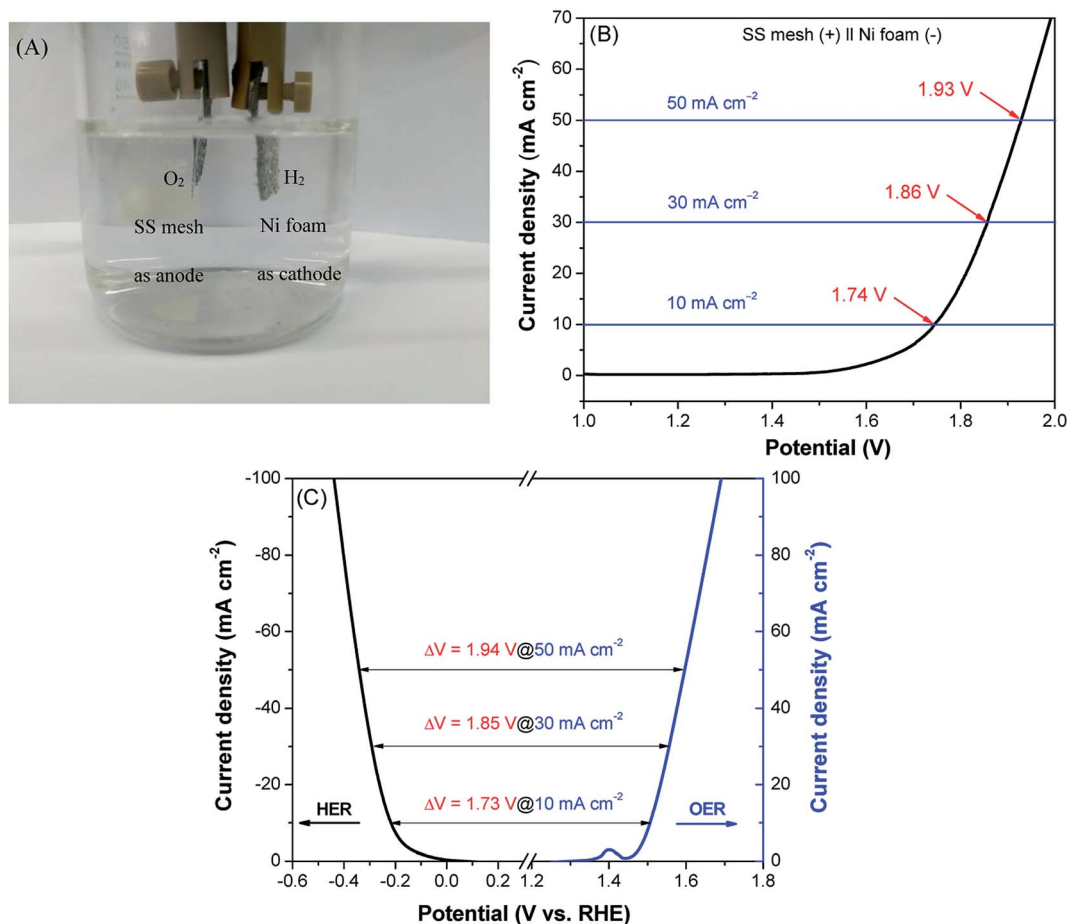 (A)
O₂
H₂
SS mesh
Ni foam
as anode
as cathode
(B)
SS mesh (+) II Ni foam (-)
70
60
50
40
30
20
10
0
Current density (mA cm⁻²)
50 mA cm⁻²
1.93 V
30 mA cm⁻²
1.86 V
10 mA cm⁻²
1.74 V
1.0
1.2
1.4
1.6
1.8
2.0
Potential (V)
(C)
-100
-80
-60
-40
-20
0
Current density (mA cm⁻²)
ΔV = 1.94 V@50 mA cm⁻²
ΔV = 1.85 V@30 mA cm⁻²
ΔV = 1.73 V@10 mA cm⁻²
HER
OER
100
80
60
40
20
0
Current density (mA cm⁻²)
-0.6
-0.4
-0.2
0.0
0.2
1.2
1.4
1.6
1.8
Potential (V vs. RHE)